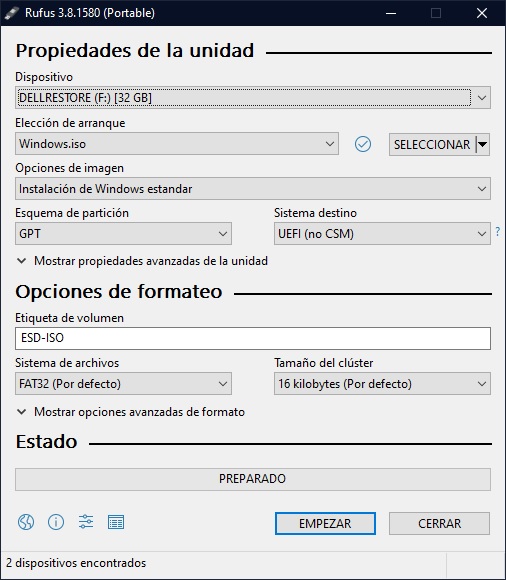 Rufus 3.8.1580 (Portable)
Propiedades de la unidad
Dispositivo
DELLRESTORE (F:) [32 GB]
Elección de arranque
Windows.iso
SELECCIONAR
Opciones de imagen
Instalación de Windows estandar
Esquema de partición
Sistema destino
GPT
UEFI (no CSM)
?
Mostrar propiedades avanzadas de la unidad
Opciones de formateo
Etiqueta de volumen
ESD-ISO
Sistema de archivos
Tamaño del clúster
FAT32 (Por defecto)
16 kilobytes (Por defecto)
Mostrar opciones avanzadas de formato
Estado
PREPARADO
EMPEZAR
CERRAR
2 dispositivos encontrados